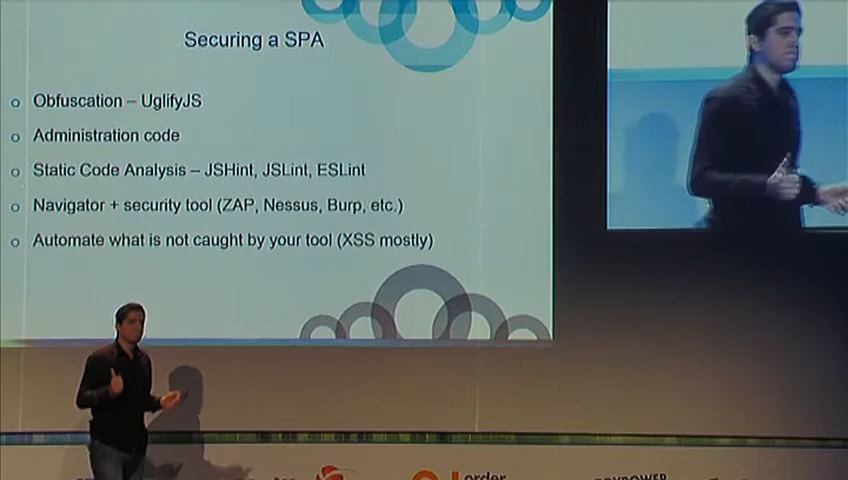 Securing a SPA
Obfuscation – UglifyJS
Administration code
Static Code Analysis – JSHint, JSLint, ESLint
Navigator + security tool (ZAP, Nessus, Burp, etc.)
Automate what is not caught by your tool (XSS mostly)
order